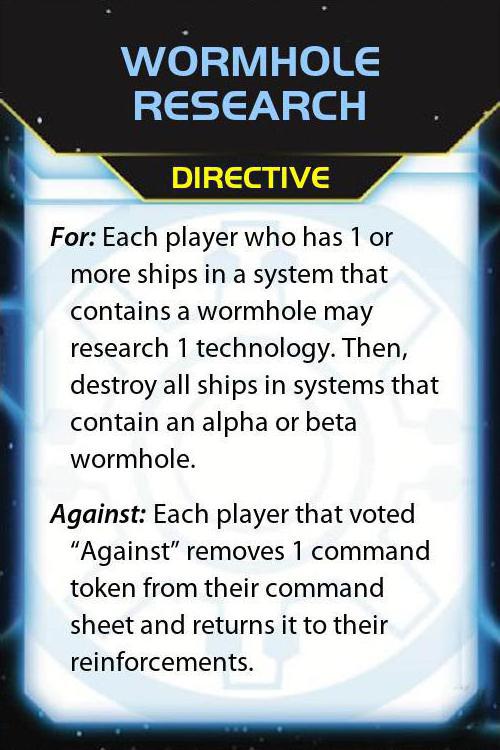 WORMHOLE
RESEARCH
DIRECTIVE
For: Each player who has 1 or
more ships in a system that
contains a wormhole may
research 1 technology. Then,
destroy all ships in systems that
contain an alpha or beta
wormhole.
Against: Each player that voted
“Against” removes 1 command
token from their command
sheet and returns it to their
reinforcements.